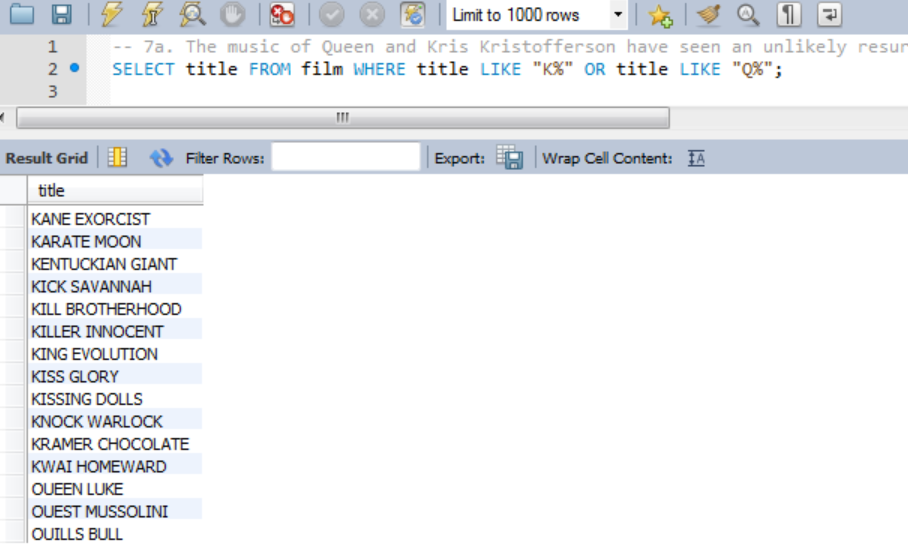 Limit to 1000 rows
1 -- 7a. The music of Queen and Kris Kristofferson have seen an unlikely resur
2 SELECT title FROM film WHERE title LIKE "K%" OR title LIKE "Q%";
3
Result Grid Filter Rows: Export: Wrap Cell Content: IA
title
KANE EXORCIST
KARATE MOON
KENTUCKIAN GIANT
KICK SAVANNAH
KILL BROTHERHOOD
KILLER INNOCENT
KING EVOLUTION
KISS GLORY
KISSING DOLLS
KNOCK WARLOCK
KRAMER CHOCOLATE
KWAI HOMEWARD
QUEEN LUKE
QUEST MUSSOLINI
QUILLS BULL